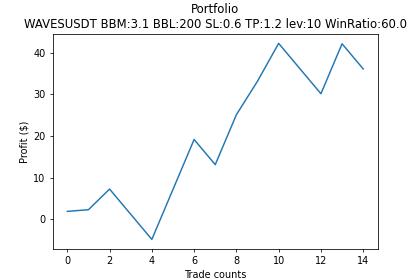 Portfolio
WAVESUSDT BBM:3.1 BBL:200 SL:0.6 TP:1.2 lev:10 WinRatio:60.0
Profit ($)
40
30
20
10
0
0 2 4 6 8 10 12 14
Trade counts